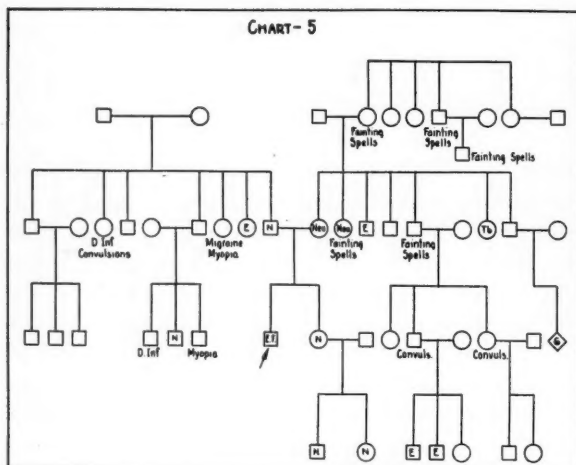 CHART-5
Fainting
Spells
Fainting
Spells
Fainting Spells
E
N
Neu
Neu
E
Tb
D. Inf
Convulsions
Migraine
Myopia
Fainting
Spells
Fainting
Spells
D. Inf
N
Myopia
E.T.
N
Convuls.
Convuls.
G
N
N
E
E